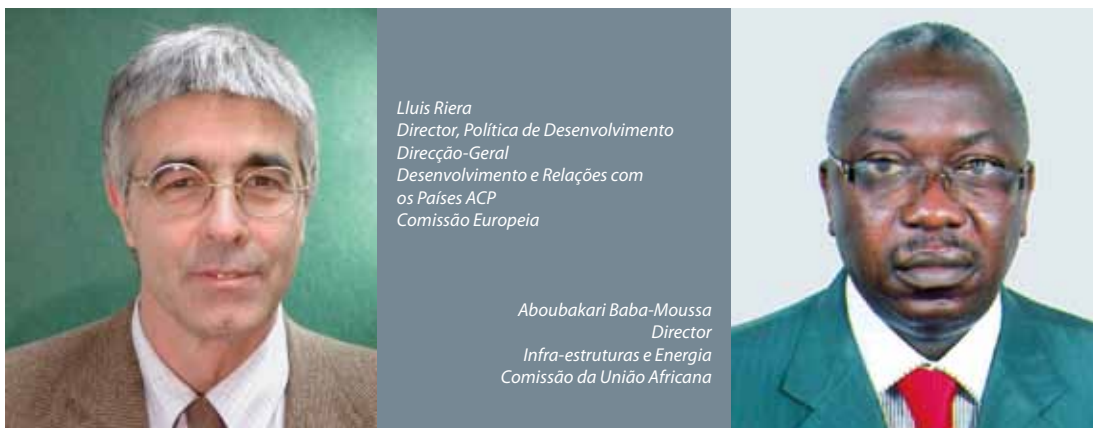 Lluis Riera
Director, Política de Desenvolvimento
Direcção-Geral
Desenvolvimento e Relações com
os Países ACP
Comissão Europeia
Aboubakari Baba-Moussa
Director
Infra-estruturas e Energia
Comissão da União Africana